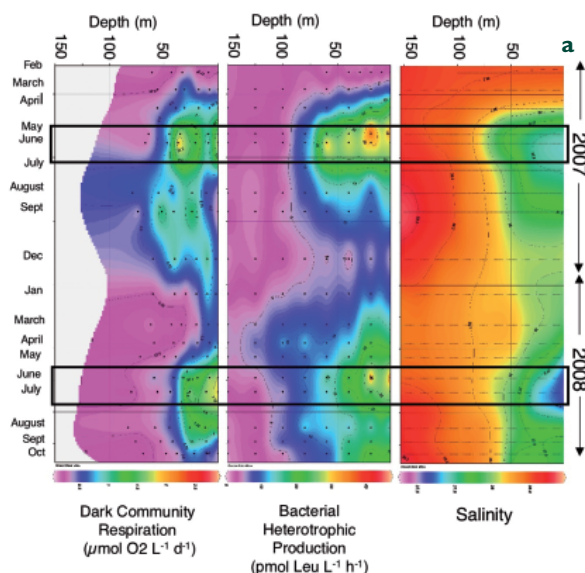 Depth (m) Depth (m) Depth (m)
150 100 50 150 100 50 150 100 50
a
Feb
March
April
May
June
July
August
Sept
Dec
Jan
March
April
May
June
July
August
Sept
Oct
2007
2008
Dark Community
Respiration
(µmol O2 L⁻¹ d⁻¹)
Bacterial
Heterotrophic
Production
(pmol Leu L⁻¹ h⁻¹)
Salinity